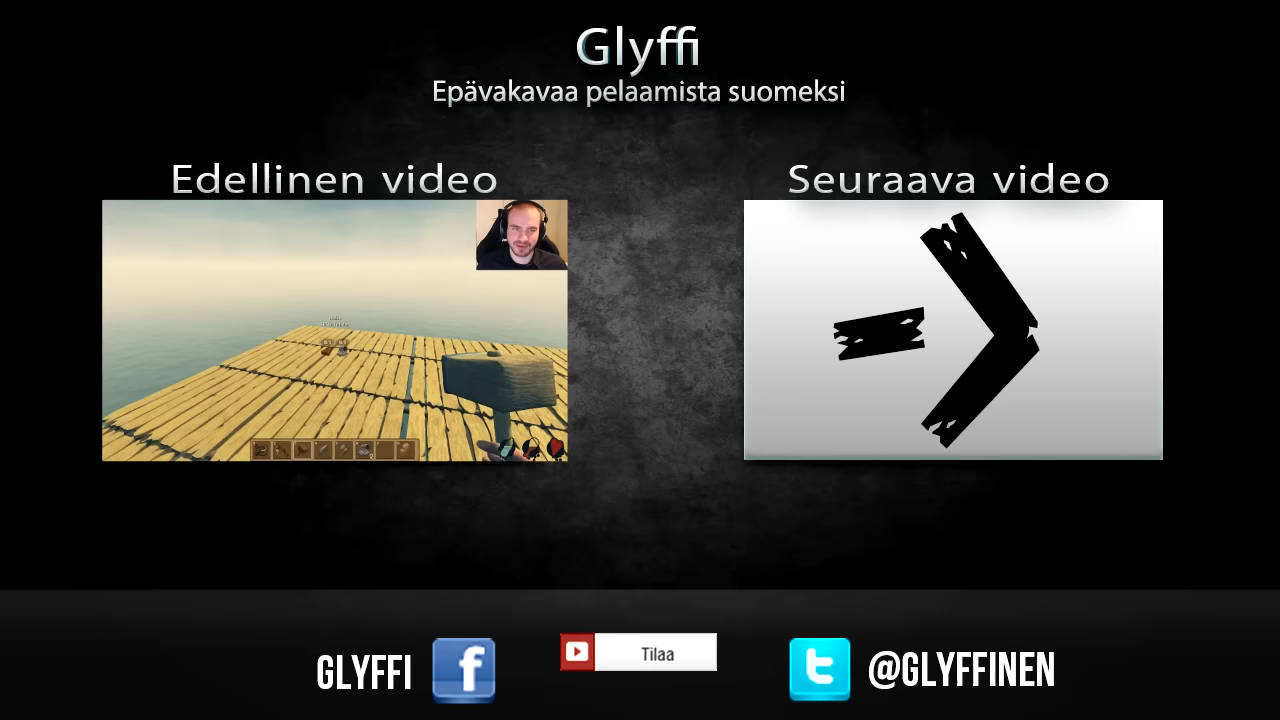 Glyffi
Epävakavaa pelaamista suomeksi
Edellinen video
Seuraava video
GLYFFI
Tilaa
@GLYFFINEN